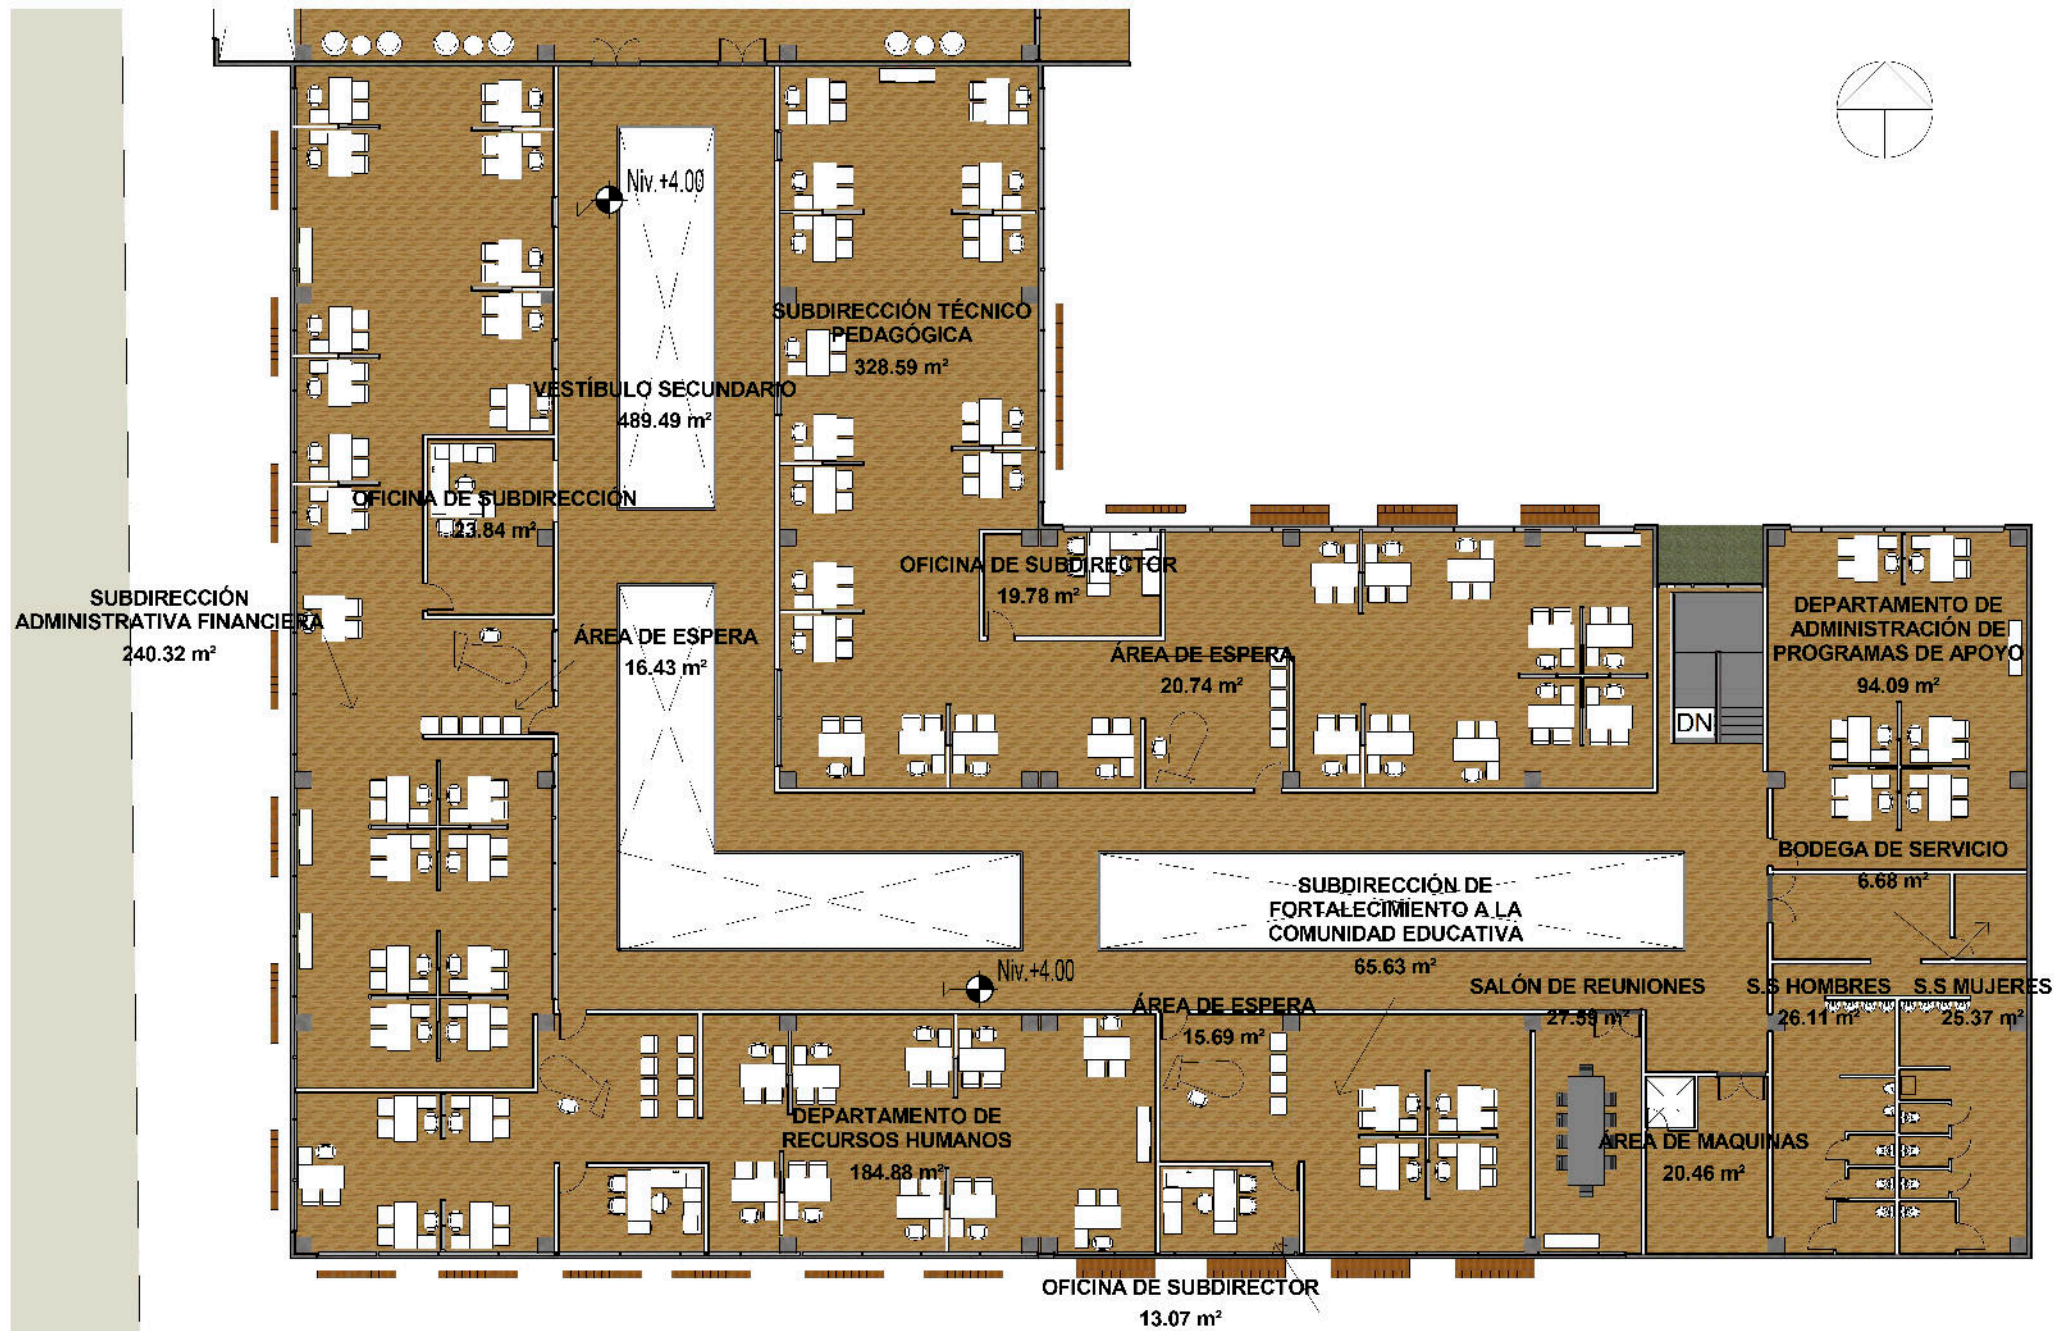 Niv.+4.00
SUBDIRECCIÓN TÉCNICO
PEDAGÓGICA
328.59 m²
VESTÍBULO SECUNDARIO
489.49 m²
OFICINA DE SUBDIRECCIÓN
23.84 m²
OFICINA DE SUBDIRECTOR
19.78 m²
SUBDIRECCIÓN
ADMINISTRATIVA FINANCIERA
240.32 m²
ÁREA DE ESPERA
16.43 m²
ÁREA DE ESPERA
20.74 m²
DEPARTAMENTO DE
ADMINISTRACIÓN DE
PROGRAMAS DE APOYO
94.09 m²
DN
BODEGA DE SERVICIO
6.68 m²
SUBDIRECCIÓN DE
FORTALECIMIENTO A LA
COMUNIDAD EDUCATIVA
65.63 m²
Niv.+4.00
ÁREA DE ESPERA
15.69 m²
SALÓN DE REUNIONES
27.59 m²
S.S HOMBRES
26.11 m²
S.S MUJERES
25.37 m²
DEPARTAMENTO DE
RECURSOS HUMANOS
184.88 m²
ÁREA DE MAQUINAS
20.46 m²
OFICINA DE SUBDIRECTOR
13.07 m²